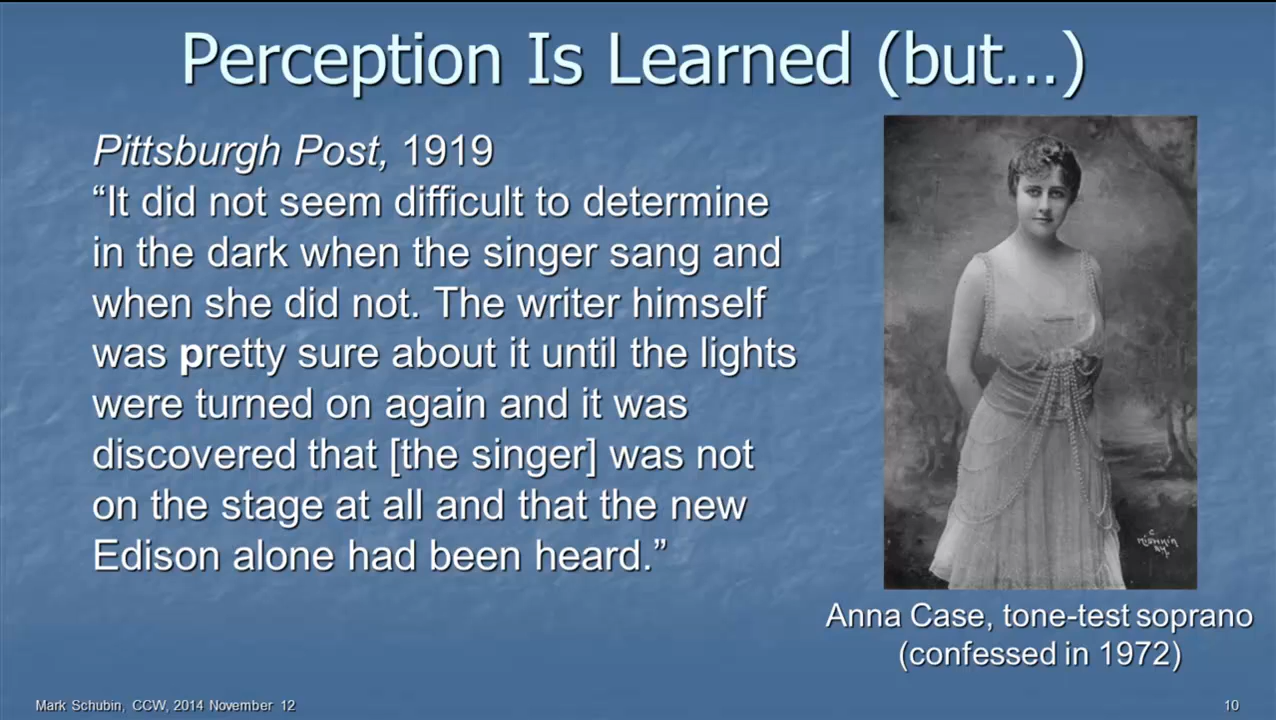 Perception Is Learned (but…)
Pittsburgh Post, 1919
“It did not seem difficult to determine
in the dark when the singer sang and
when she did not. The writer himself
was pretty sure about it until the lights
were turned on again and it was
discovered that [the singer] was not
on the stage at all and that the new
Edison alone had been heard.”
Anna Case, tone-test soprano
(confessed in 1972)
Mark Schubin, CCW, 2014 November 12
10